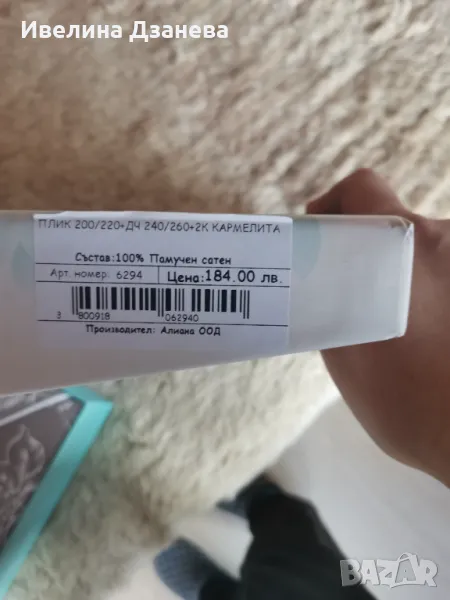 Ивелина Дзанева
ПЛИК 200/220+ДЧ 240/260+2К КАРМЕЛИТА
Състав:100% Памучен сатен
Арт. номер: 6294 Цена:184.00 лв.
3 800918 062940
Производител: Алиана ООД
BAZAR